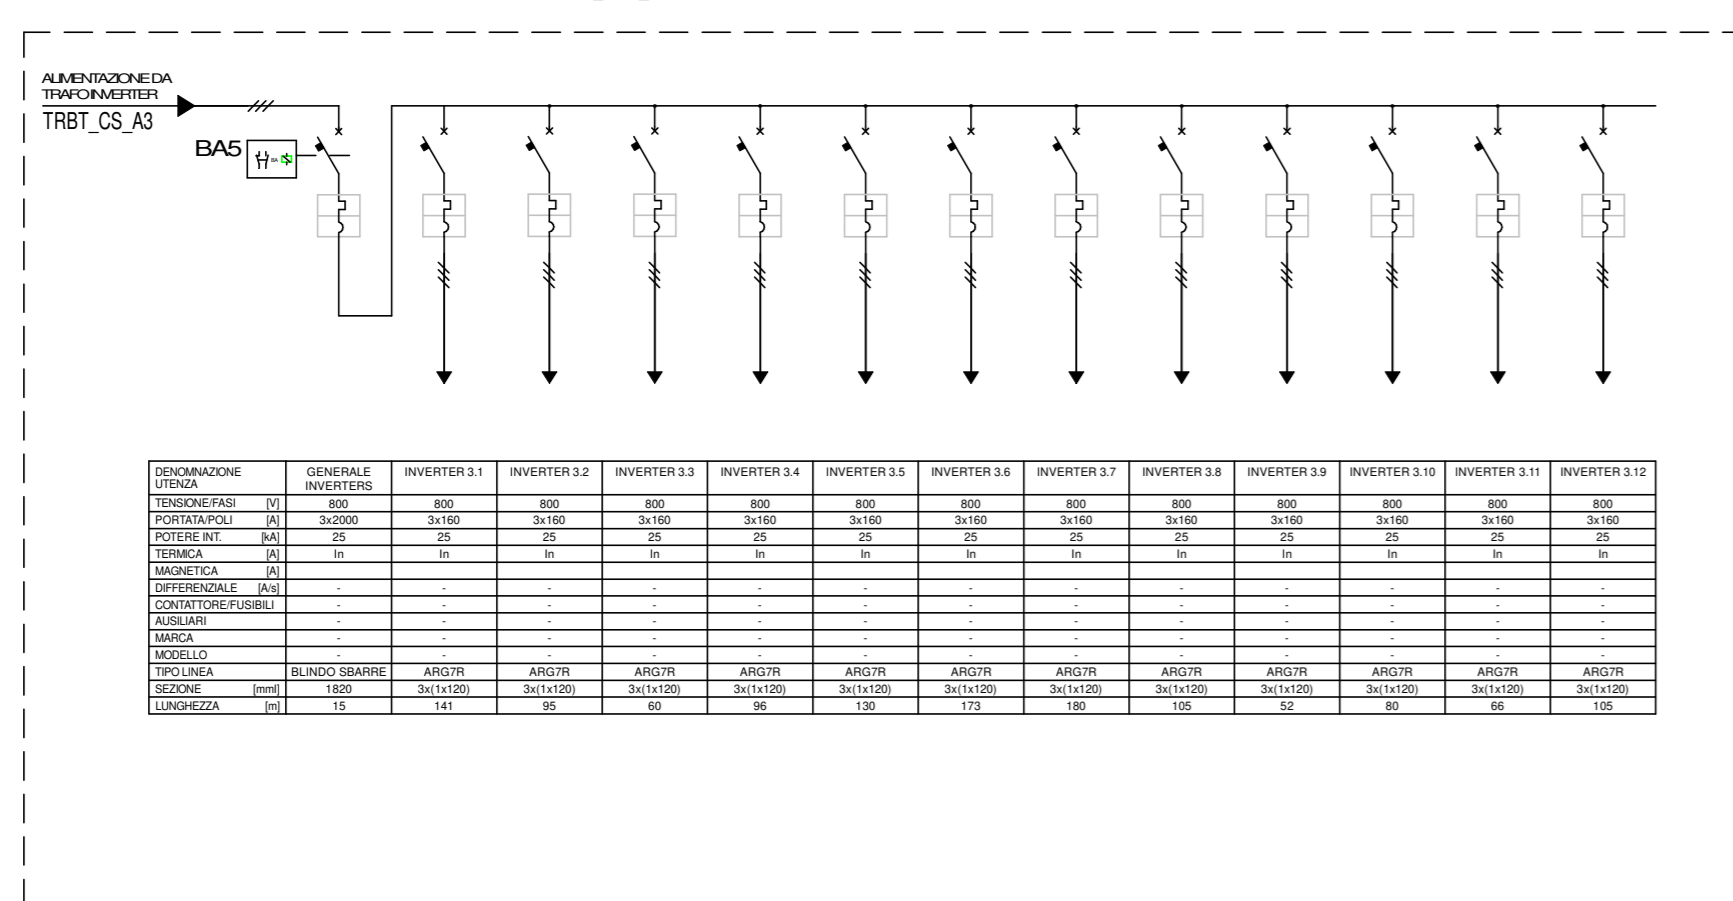 ALIMENTAZIONE DA
TRAFO INVERTER
TRBT_CS_A3
BA5
BA
DENOMNAZIONE UTENZA GENERALE INVERTERS INVERTER 3.1 INVERTER 3.2 INVERTER 3.3 INVERTER 3.4 INVERTER 3.5 INVERTER 3.6 INVERTER 3.7 INVERTER 3.8 INVERTER 3.9 INVERTER 3.10 INVERTER 3.11 INVERTER 3.12
TENSIONE/FASI [V] 800 800 800 800 800 800 800 800 800 800 800 800 800
PORTATA/POLI [A] 3x2000 3x160 3x160 3x160 3x160 3x160 3x160 3x160 3x160 3x160 3x160 3x160 3x160
POTERE INT. [kA] 25 25 25 25 25 25 25 25 25 25 25 25 25
TERMICA [A] In In In In In In In In In In In In In
MAGNETICA [A]
DIFFERENZIALE [A/s] - - - - - - - - - - - - -
CONTATTORE/FUSIBILI - - - - - - - - - - - - -
AUSILIARI - - - - - - - - - - - - -
MARCA - - - - - - - - - - - - -
MODELLO - - - - - - - - - - - - -
TIPO LINEA BLINDO SBARRE ARG7R ARG7R ARG7R ARG7R ARG7R ARG7R ARG7R ARG7R ARG7R ARG7R ARG7R ARG7R
SEZIONE [mml] 1820 3x(1x120) 3x(1x120) 3x(1x120) 3x(1x120) 3x(1x120) 3x(1x120) 3x(1x120) 3x(1x120) 3x(1x120) 3x(1x120) 3x(1x120) 3x(1x120)
LUNGHEZZA [m] 15 141 95 60 96 130 173 180 105 52 80 66 105